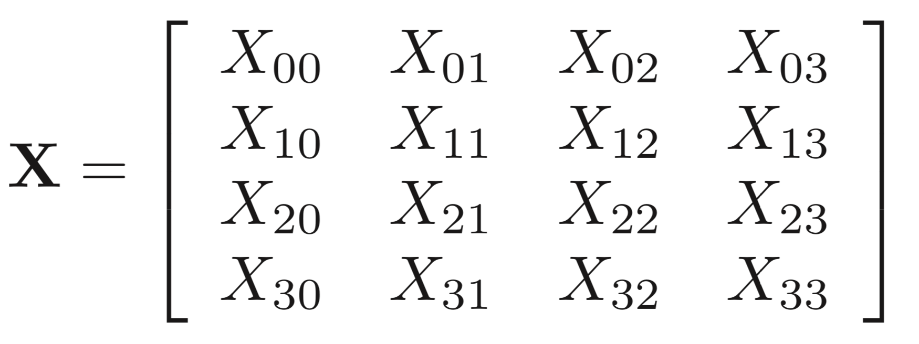 X₀₀ X₀₁ X₀₂ X₀₃
X₁₀ X₁₁ X₁₂ X₁₃
X =
X₂₀ X₂₁ X₂₂ X₂₃
X₃₀ X₃₁ X₃₂ X₃₃